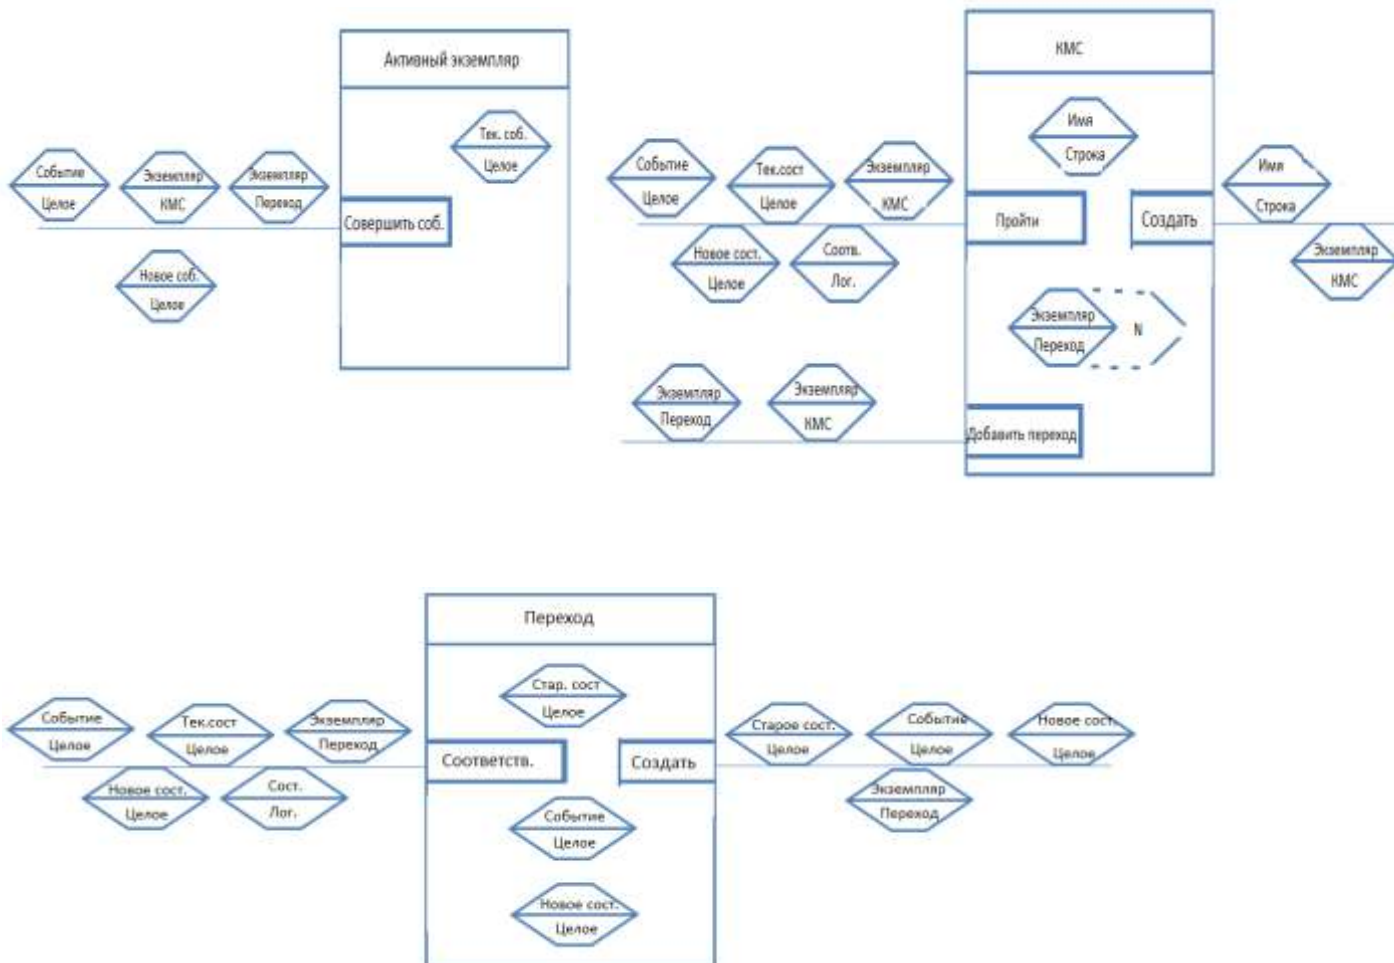 Активный экземпляр
Тек. соб.
Целое
Событие
Целое
Экземпляр
КМС
Экземпляр
Переход
Совершить соб.
Новое соб.
Целое
КМС
Имя
Строка
Событие
Целое
Тек.сост
Целое
Экземпляр
КМС
Пройти
Создать
Имя
Строка
Новое сост.
Целое
Соотв.
Лог.
Экземпляр
КМС
Экземпляр
Переход
N
Экземпляр
Переход
Экземпляр
КМС
Добавить переход
Переход
Стар. сост
Целое
Событие
Целое
Тек.сост
Целое
Экземпляр
Переход
Соответств.
Создать
Старое сост.
Целое
Событие
Целое
Новое сост.
Целое
Новое сост.
Целое
Сост.
Лог.
Экземпляр
Переход
Событие
Целое
Новое сост.
Целое